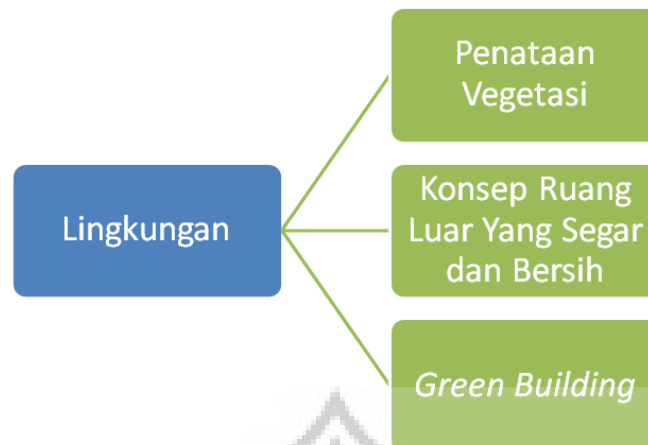 Lingkungan
Penataan
Vegetasi
Konsep Ruang
Luar Yang Segar
dan Bersih
Green Building